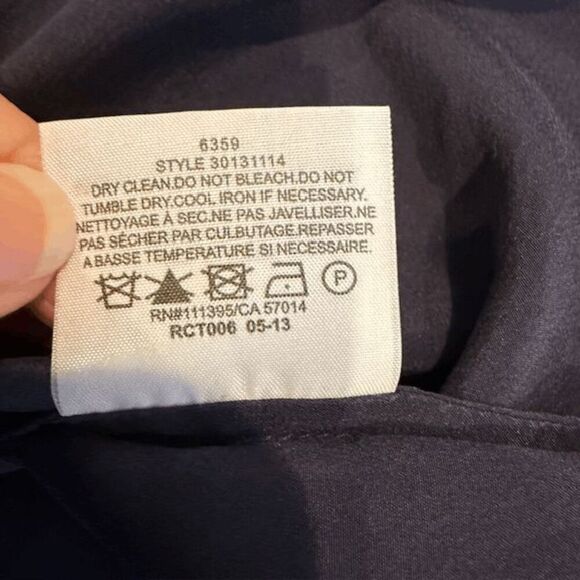 6359
STYLE 30131114
DRY CLEAN.DO NOT BLEACH.DO NOT
TUMBLE DRY.COOL IRON IF NECESSARY.
NETTOYAGE À SEC.NE PAS JAVELLISER.NE
PAS SÉCHER PAR CULBUTAGE.REPASSER
A BASSE TEMPERATURE SI NECESSAIRE.
P
RN#111395/CA 57014
RCT006 05-13